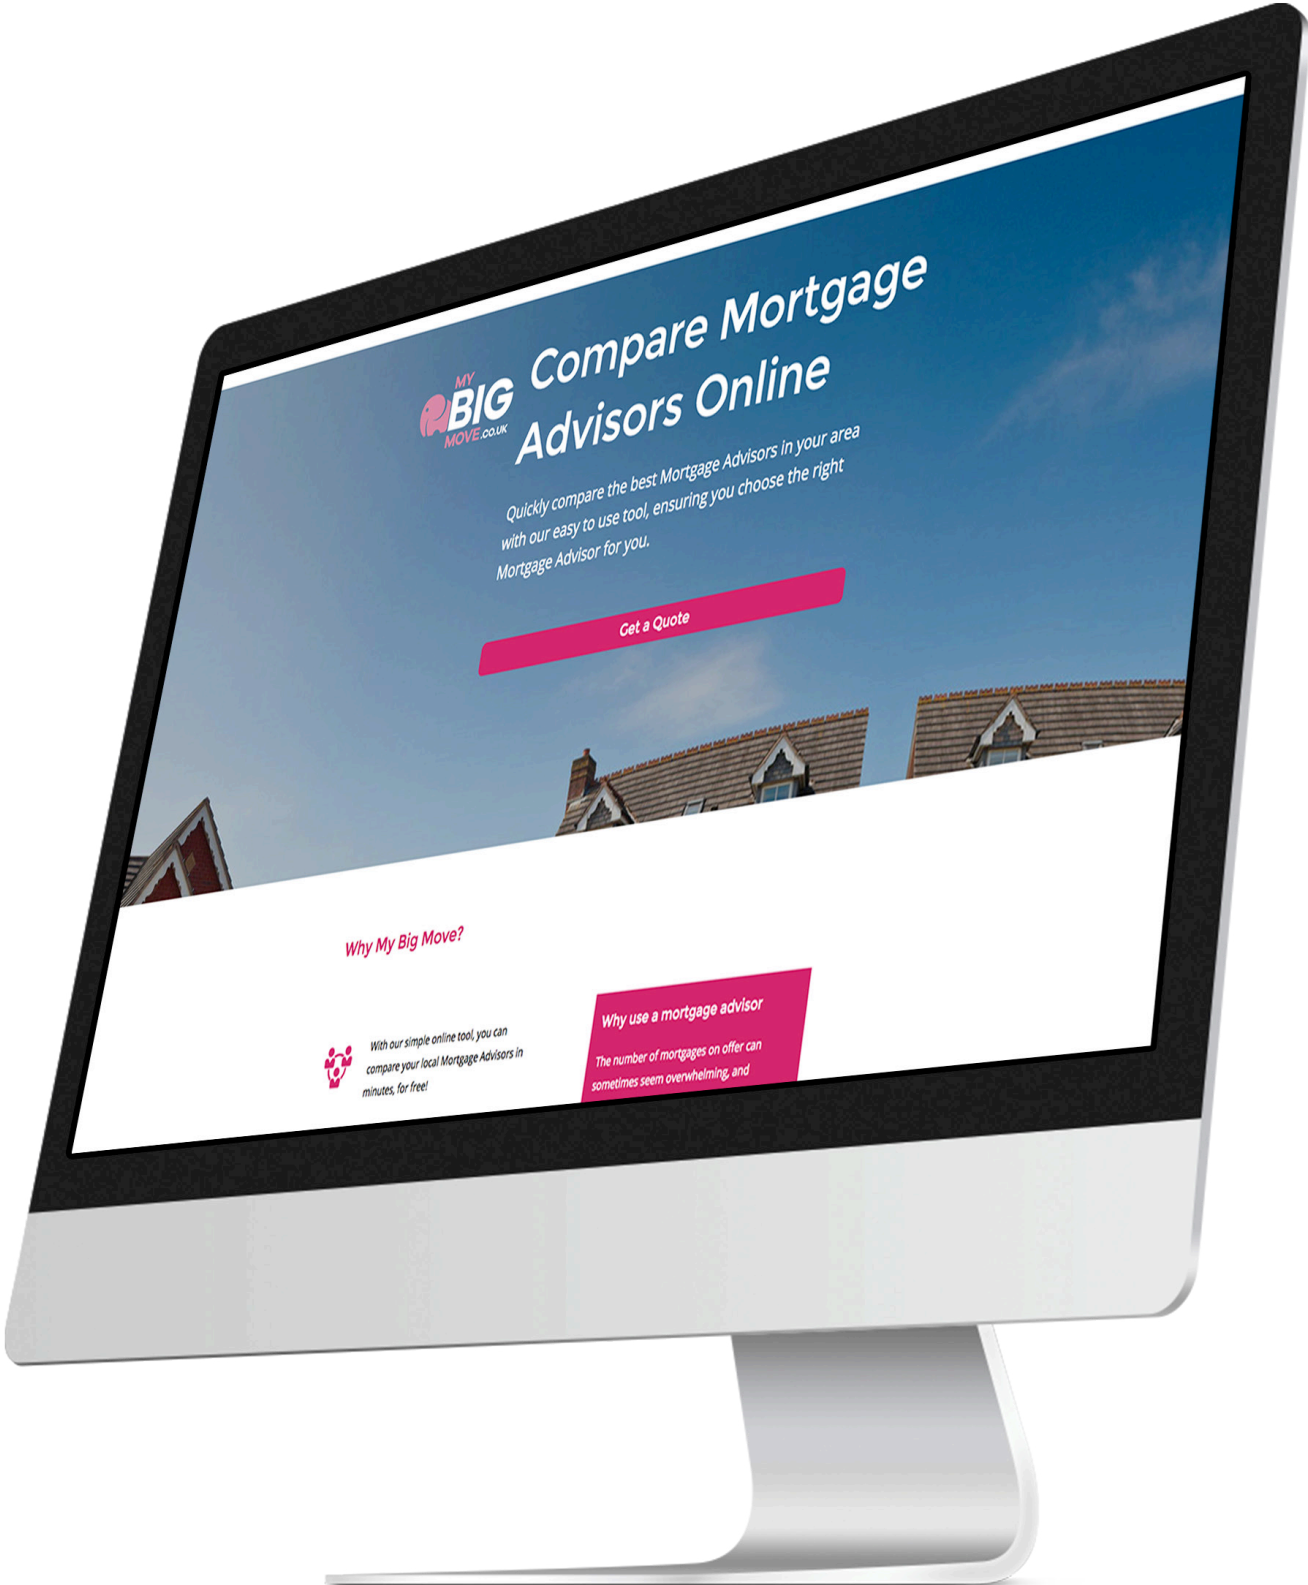 MY
BIG
MOVE.CO.UK
Compare Mortgage
Advisors Online
Quickly compare the best Mortgage Advisors in your area
with our easy to use tool, ensuring you choose the right
Mortgage Advisor for you.
Get a Quote
Why My Big Move?
With our simple online tool, you can
compare your local Mortgage Advisors in
minutes, for free!
Why use a mortgage advisor
The number of mortgages on offer can
sometimes seem overwhelming, and